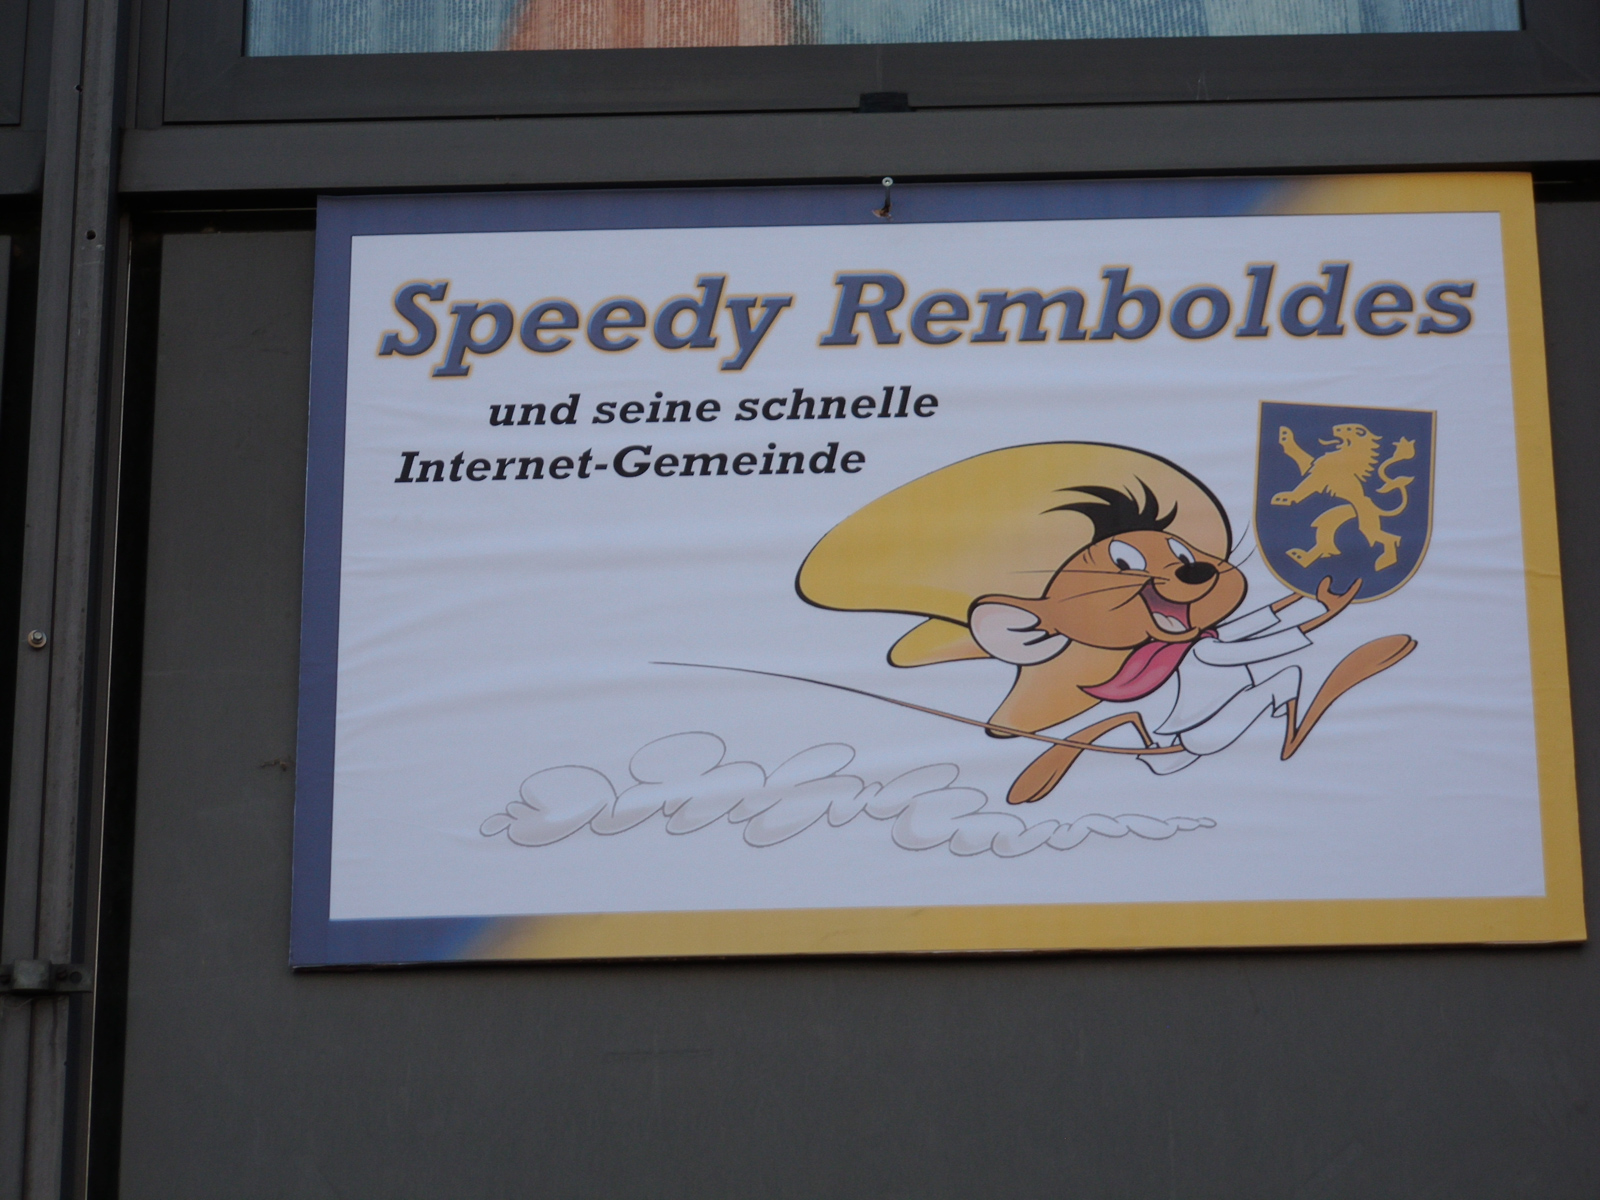 Speedy Remboldes
und seine schnelle
Internet-Gemeinde